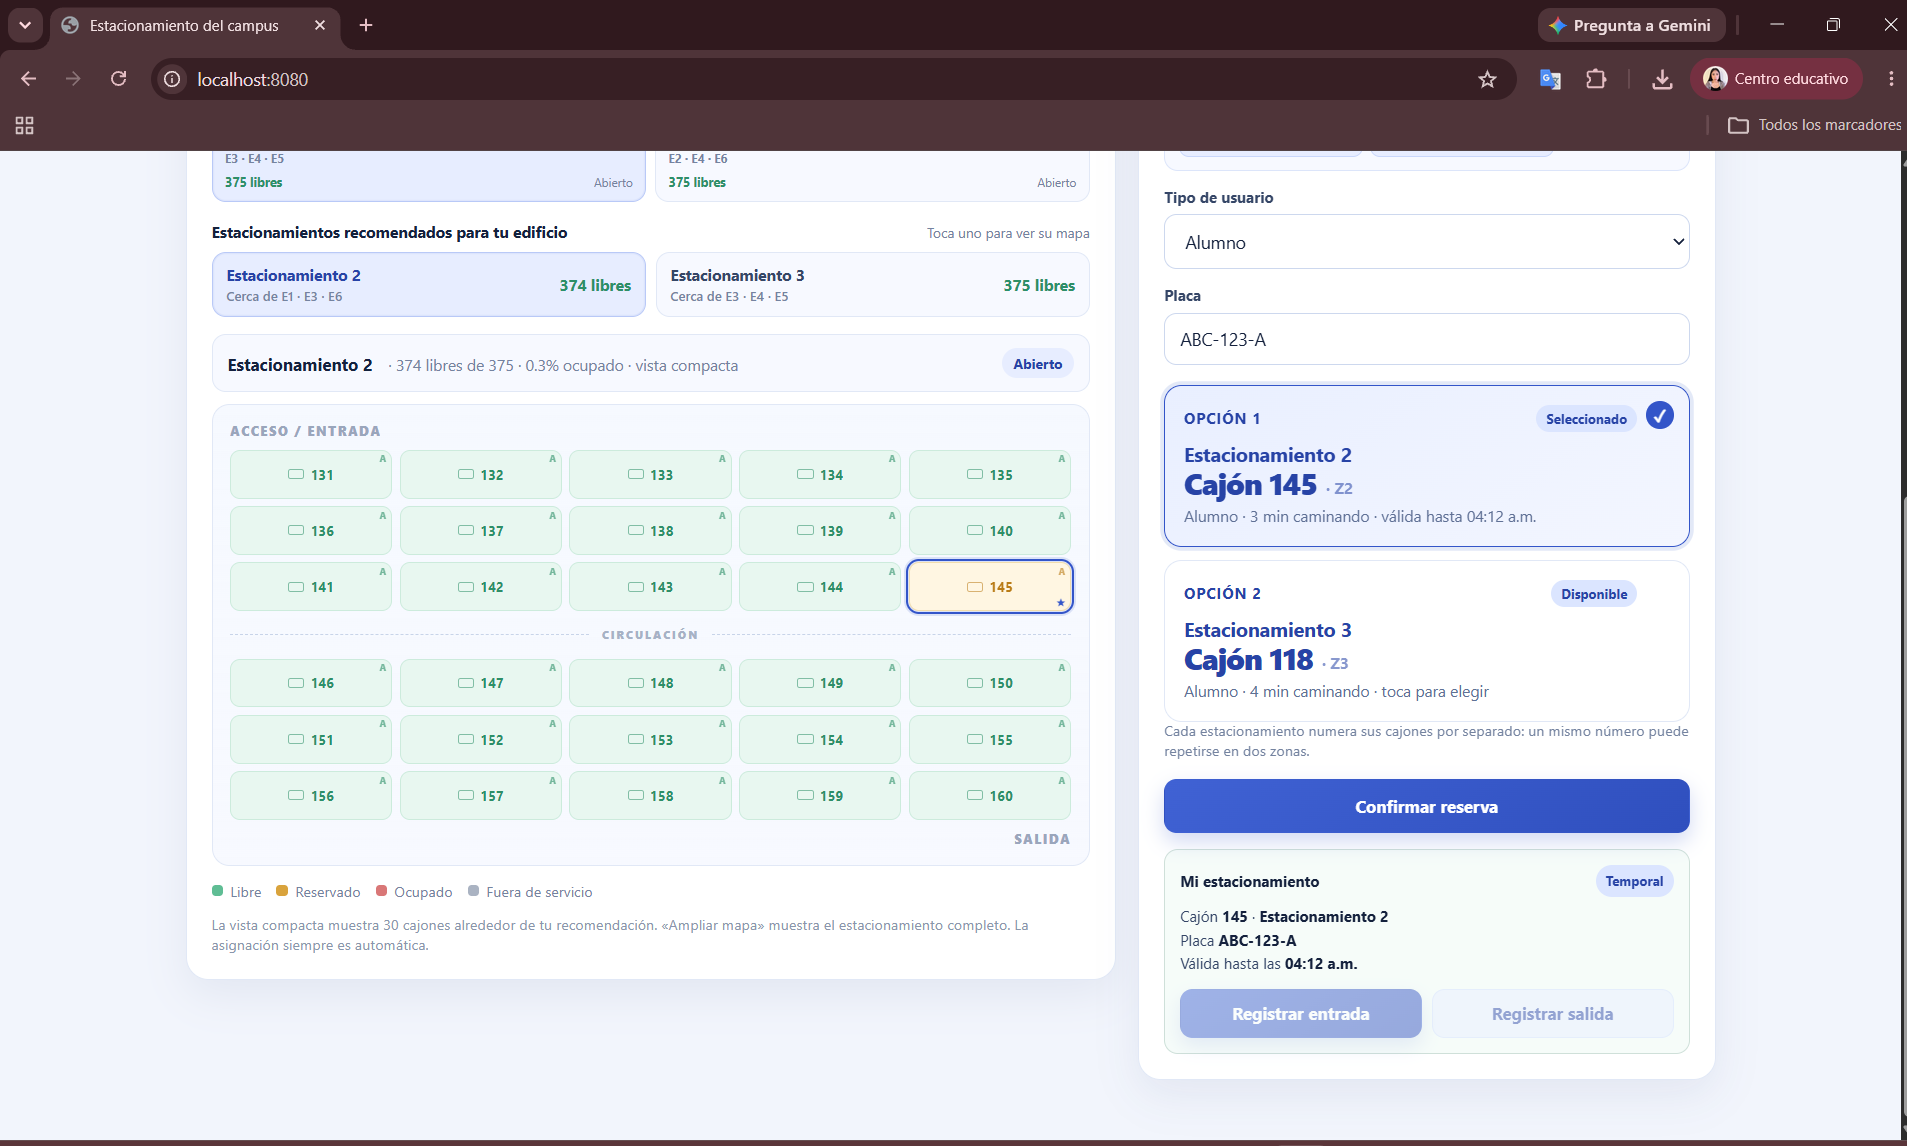 Estacionamiento del campus
Pregunta a Gemini
localhost:8080
Centro educativo
Todos los marcadores
E3 · E4 · E5
375 libres
Abierto
E2 · E4 · E6
375 libres
Abierto
Estacionamientos recomendados para tu edificio
Toca uno para ver su mapa
Estacionamiento 2
Cerca de E1 · E3 · E6
374 libres
Estacionamiento 3
Cerca de E3 · E4 · E5
375 libres
Estacionamiento 2 · 374 libres de 375 · 0.3% ocupado · vista compacta
Abierto
ACCESO / ENTRADA
131 A 132 A 133 A 134 A 135 A
136 A 137 A 138 A 139 A 140 A
141 A 142 A 143 A 144 A 145 A
CIRCULACIÓN
146 A 147 A 148 A 149 A 150 A
151 A 152 A 153 A 154 A 155 A
156 A 157 A 158 A 159 A 160 A
SALIDA
Libre Reservado Ocupado Fuera de servicio
La vista compacta muestra 30 cajones alrededor de tu recomendación. «Ampliar mapa» muestra el estacionamiento completo. La
asignación siempre es automática.
Tipo de usuario
Alumno
Placa
ABC-123-A
OPCIÓN 1
Seleccionado
Estacionamiento 2
Cajón 145 · Z2
Alumno · 3 min caminando · válida hasta 04:12 a.m.
OPCIÓN 2
Disponible
Estacionamiento 3
Cajón 118 · Z3
Alumno · 4 min caminando · toca para elegir
Cada estacionamiento numera sus cajones por separado: un mismo número puede
repetirse en dos zonas.
Confirmar reserva
Mi estacionamiento
Temporal
Cajón 145 · Estacionamiento 2
Placa ABC-123-A
Válida hasta las 04:12 a.m.
Registrar entrada
Registrar salida